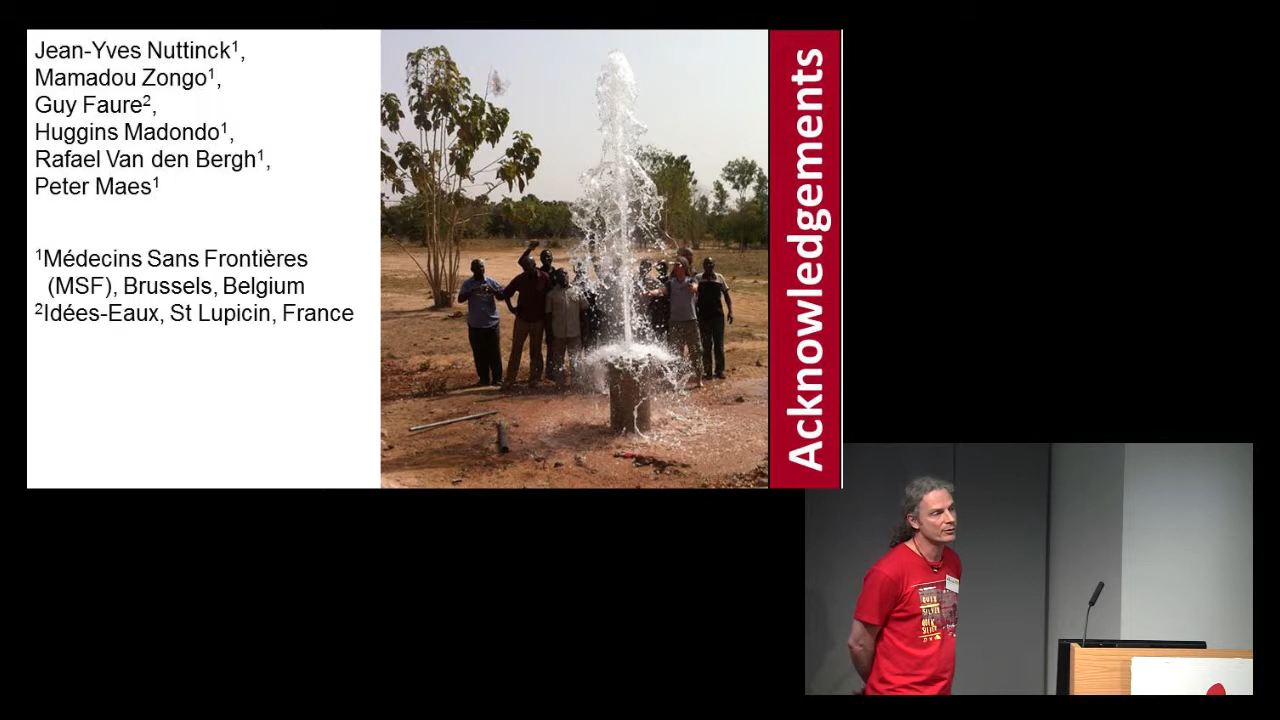 Jean-Yves Nuttinck¹,
Mamadou Zongo¹,
Guy Faure²,
Huggins Madondo¹,
Rafael Van den Bergh¹,
Peter Maes¹
¹Médecins Sans Frontières
(MSF), Brussels, Belgium
²Idées-Eaux, St Lupicin, France
Acknowledgements